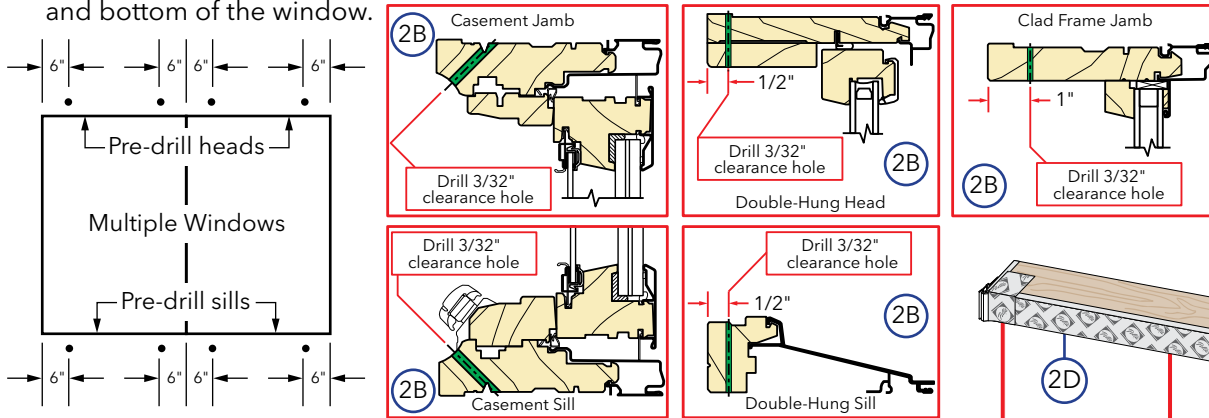 and bottom of the window.
6" 6" 6" 6"
Pre-drill heads
Multiple Windows
Pre-drill sills
6" 6" 6" 6"
2B
Casement Jamb
Drill 3/32"
clearance hole
1/2"
Drill 3/32"
clearance hole
2B
Double-Hung Head
Clad Frame Jamb
1"
2B
Drill 3/32"
clearance hole
Drill 3/32"
clearance hole
2B
Casement Sill
Drill 3/32"
clearance hole
1/2"
2B
Double-Hung Sill
2D